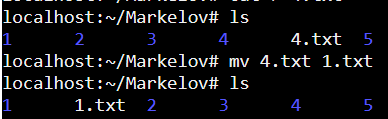 localhost:~/Markelov# ls
1 2 3 4 4.txt 5
localhost:~/Markelov# mv 4.txt 1.txt
localhost:~/Markelov# ls
1 1.txt 2 3 4 5